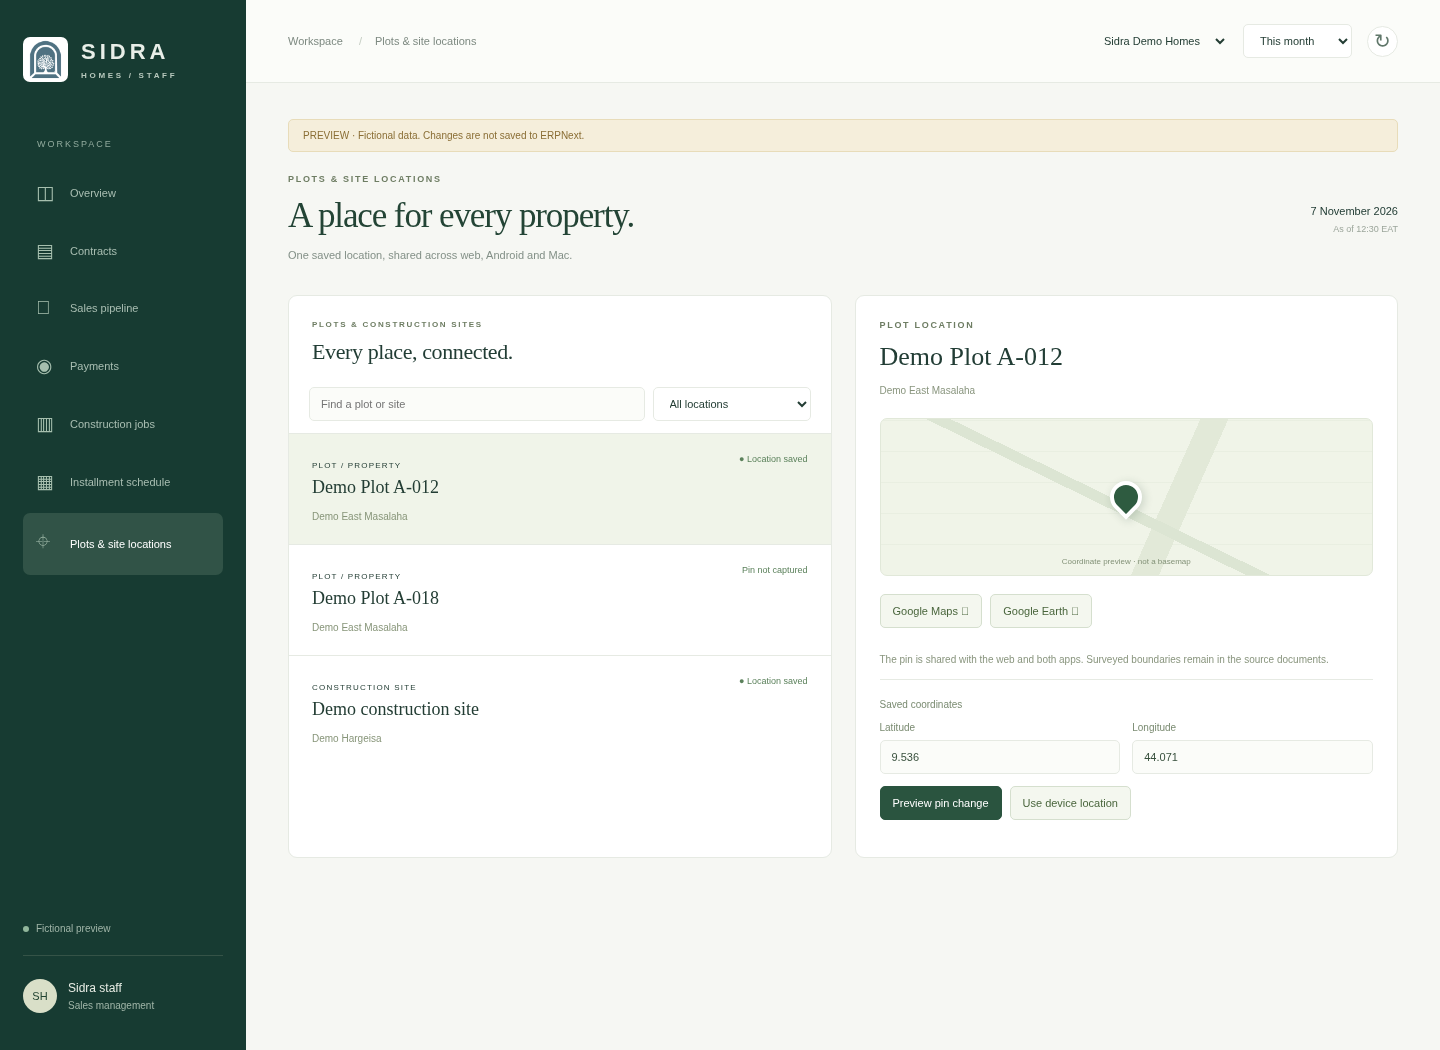 SIDRA
HOMES / STAFF
WORKSPACE
Overview
Contracts
Sales pipeline
Payments
Construction jobs
Installment schedule
Plots & site locations
Fictional preview
SH
Sidra staff
Sales management
Workspace / Plots & site locations
Sidra Demo Homes
This month
PREVIEW · Fictional data. Changes are not saved to ERPNext.
PLOTS & SITE LOCATIONS
A place for every property.
One saved location, shared across web, Android and Mac.
7 November 2026
As of 12:30 EAT
PLOTS & CONSTRUCTION SITES
Every place, connected.
Find a plot or site
All locations
PLOT / PROPERTY
● Location saved
Demo Plot A-012
Demo East Masalaha
PLOT / PROPERTY
Pin not captured
Demo Plot A-018
Demo East Masalaha
CONSTRUCTION SITE
● Location saved
Demo construction site
Demo Hargeisa
PLOT LOCATION
Demo Plot A-012
Demo East Masalaha
Coordinate preview · not a basemap
Google Maps
Google Earth
The pin is shared with the web and both apps. Surveyed boundaries remain in the source documents.
Saved coordinates
Latitude
Longitude
9.536
44.071
Preview pin change
Use device location